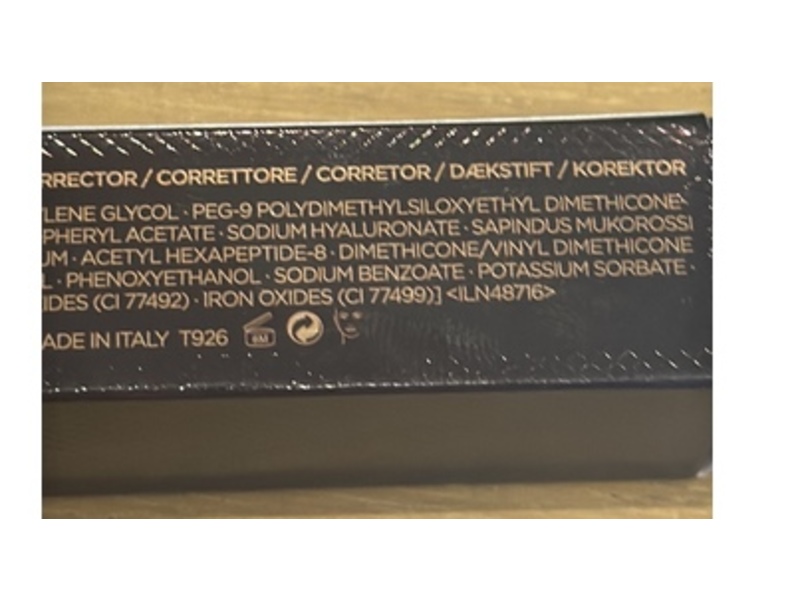 RRECTOR / CORRETTORE / CORRETOR / DÆKSTIFT / KOREKTOR
LENE GLYCOL · PEG-9 POLYDIMETHYLSILOXYETHYL DIMETHICONE ·
PHERYL ACETATE · SODIUM HYALURONATE · SAPINDUS MUKOROSSI
UM · ACETYL HEXAPEPTIDE-8 · DIMETHICONE/VINYL DIMETHICONE
L · PHENOXYETHANOL · SODIUM BENZOATE · POTASSIUM SORBATE ·
IDES (CI 77492) · IRON OXIDES (CI 77499)] <ILN48716>
ADE IN ITALY T926 6M